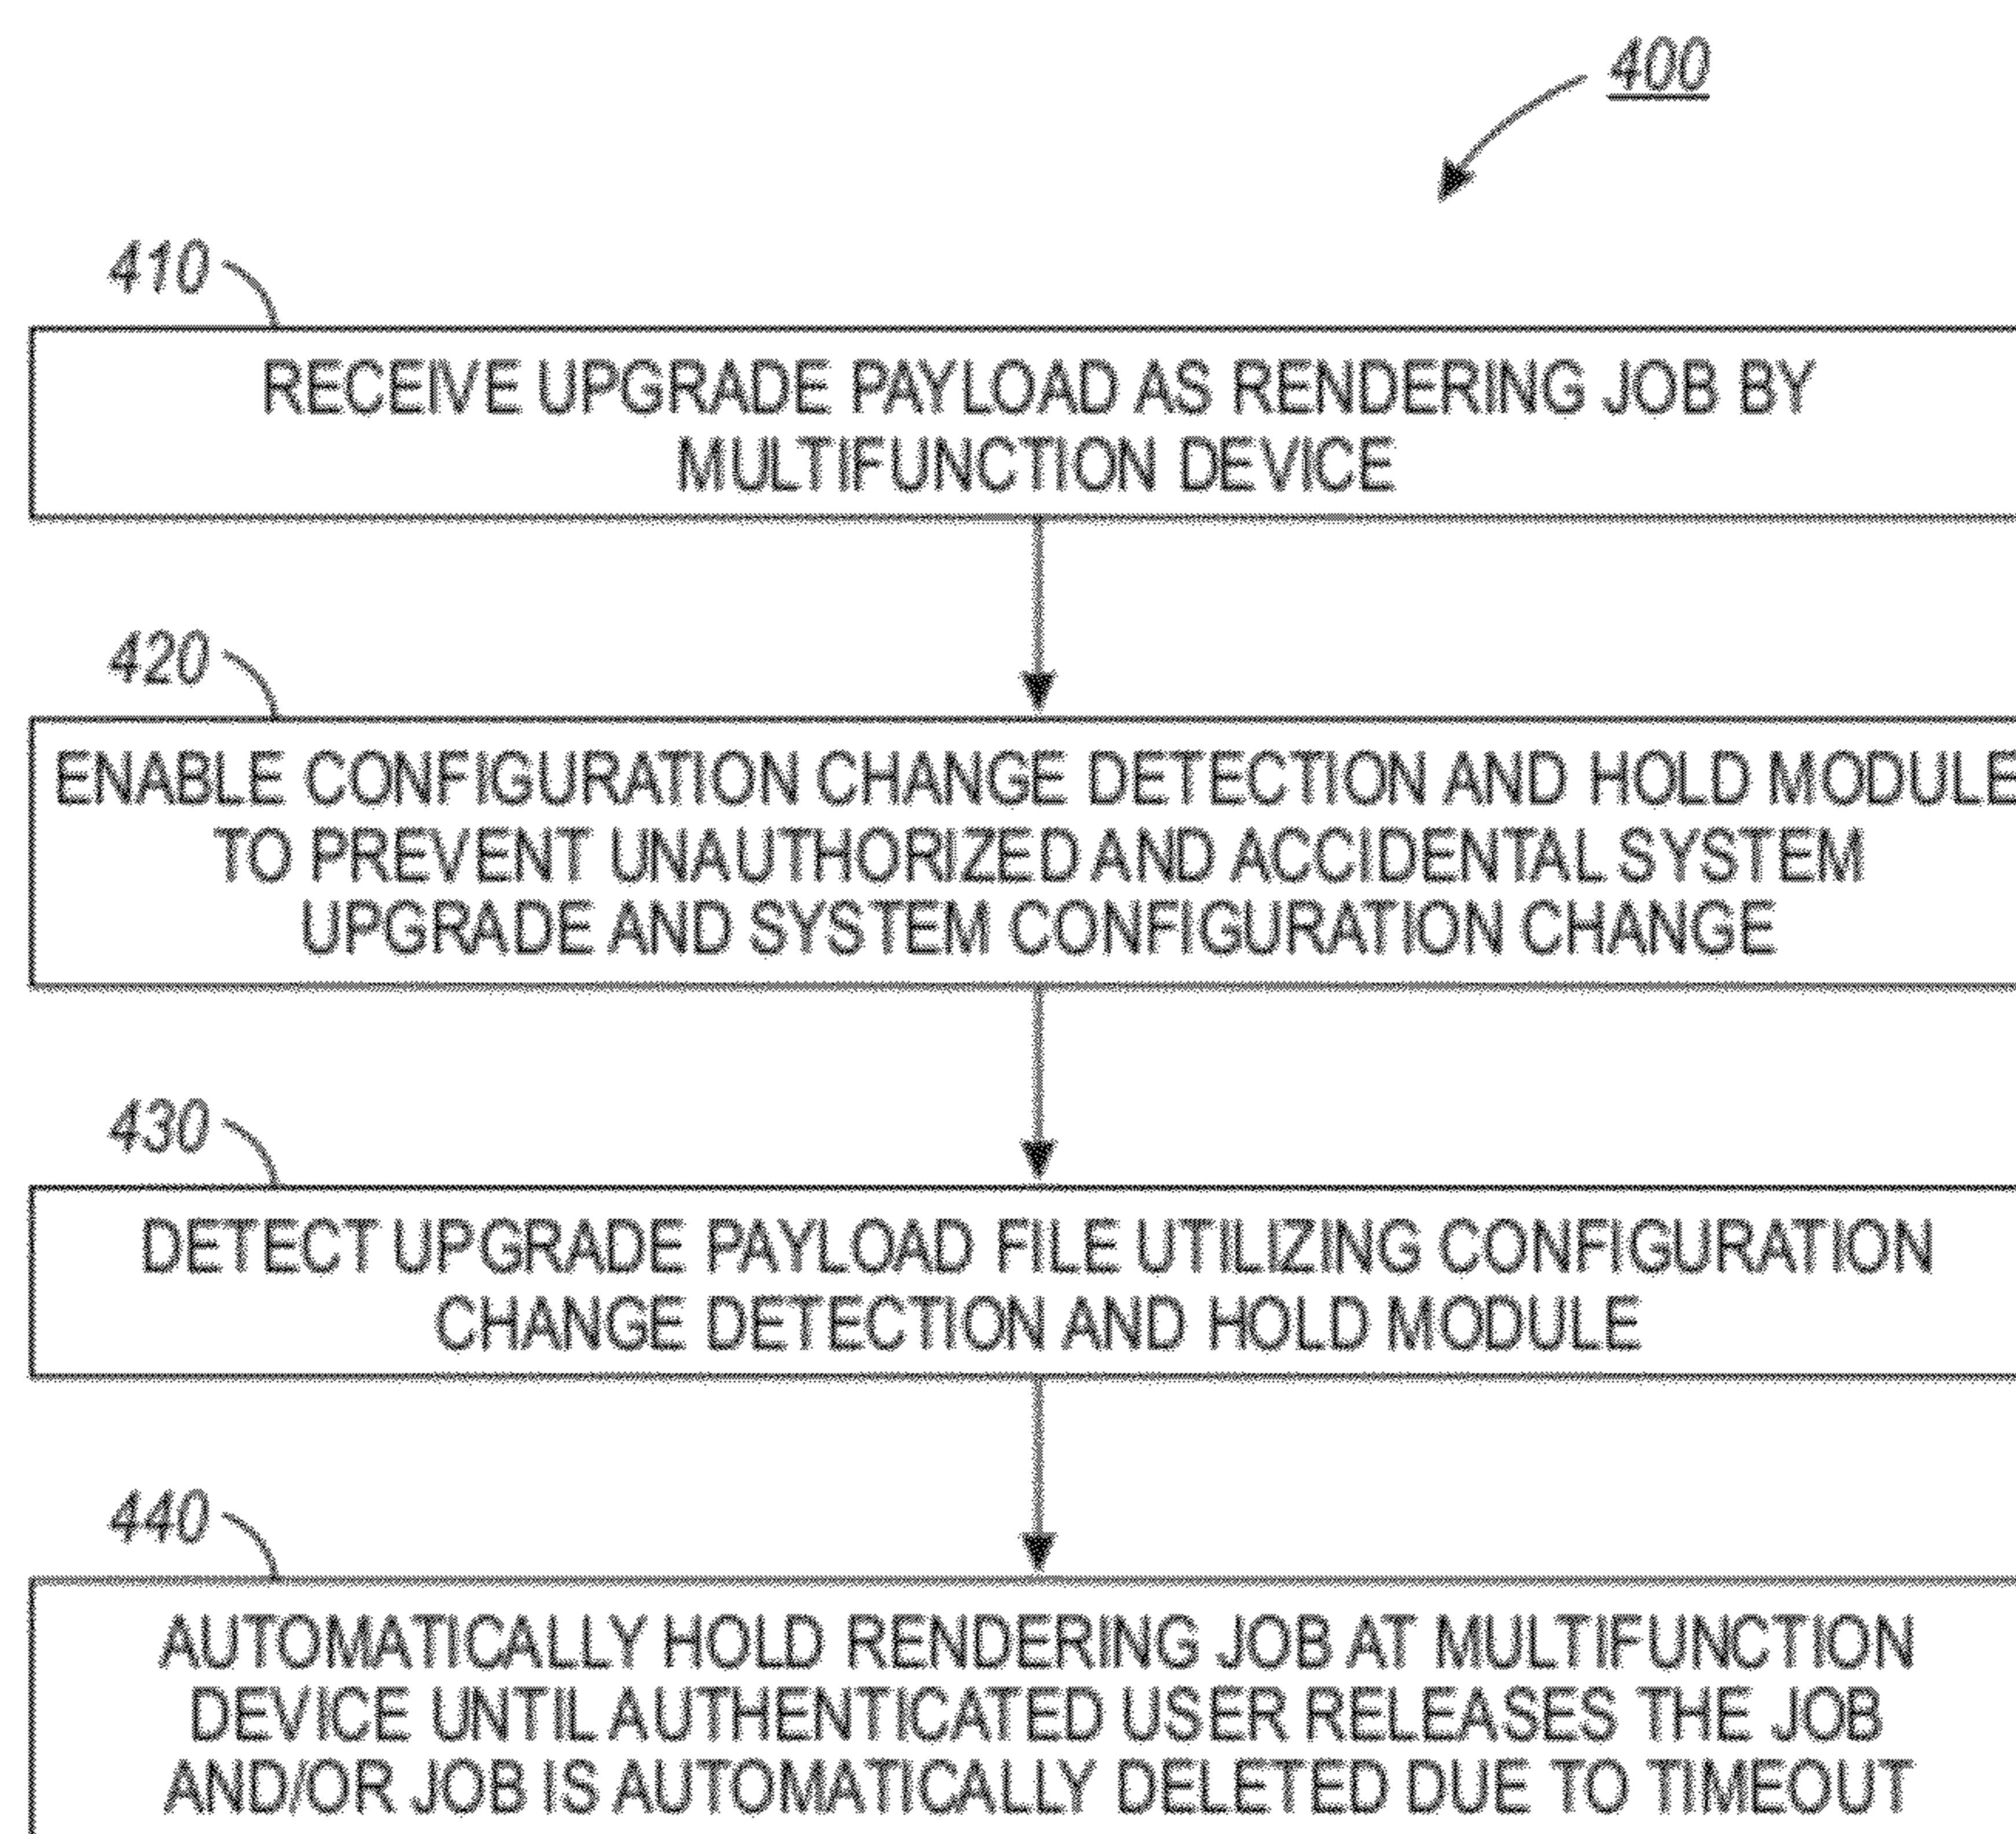 400
410
RECEIVE UPGRADE PAYLOAD AS RENDERING JOB BY
MULTIFUNCTION DEVICE
420
ENABLE CONFIGURATION CHANGE DETECTION AND HOLD MODULE
TO PREVENT UNAUTHORIZED AND ACCIDENTAL SYSTEM
UPGRADE AND SYSTEM CONFIGURATION CHANGE
430
DETECT UPGRADE PAYLOAD FILE UTILIZING CONFIGURATION
CHANGE DETECTION AND HOLD MODULE
440
AUTOMATICALLY HOLD RENDERING JOB AT MULTIFUNCTION
DEVICE UNTIL AUTHENTICATED USER RELEASES THE JOB
AND/OR JOB IS AUTOMATICALLY DELETED DUE TO TIMEOUT